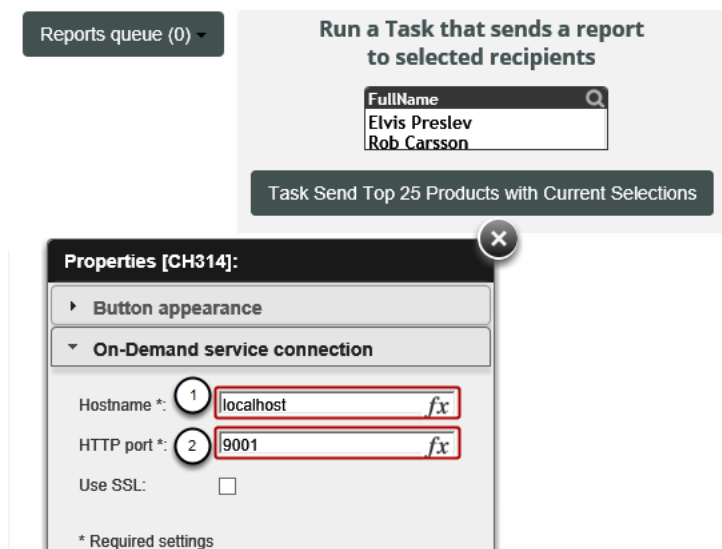 Reports queue (0)
Run a Task that sends a report
to selected recipients
FullName
Elvis Preslev
Rob Carsson
Task Send Top 25 Products with Current Selections
Properties [CH314]:
Button appearance
On-Demand service connection
Hostname *: 1 localhost fx
HTTP port *: 2 9001 fx
Use SSL:
* Required settings